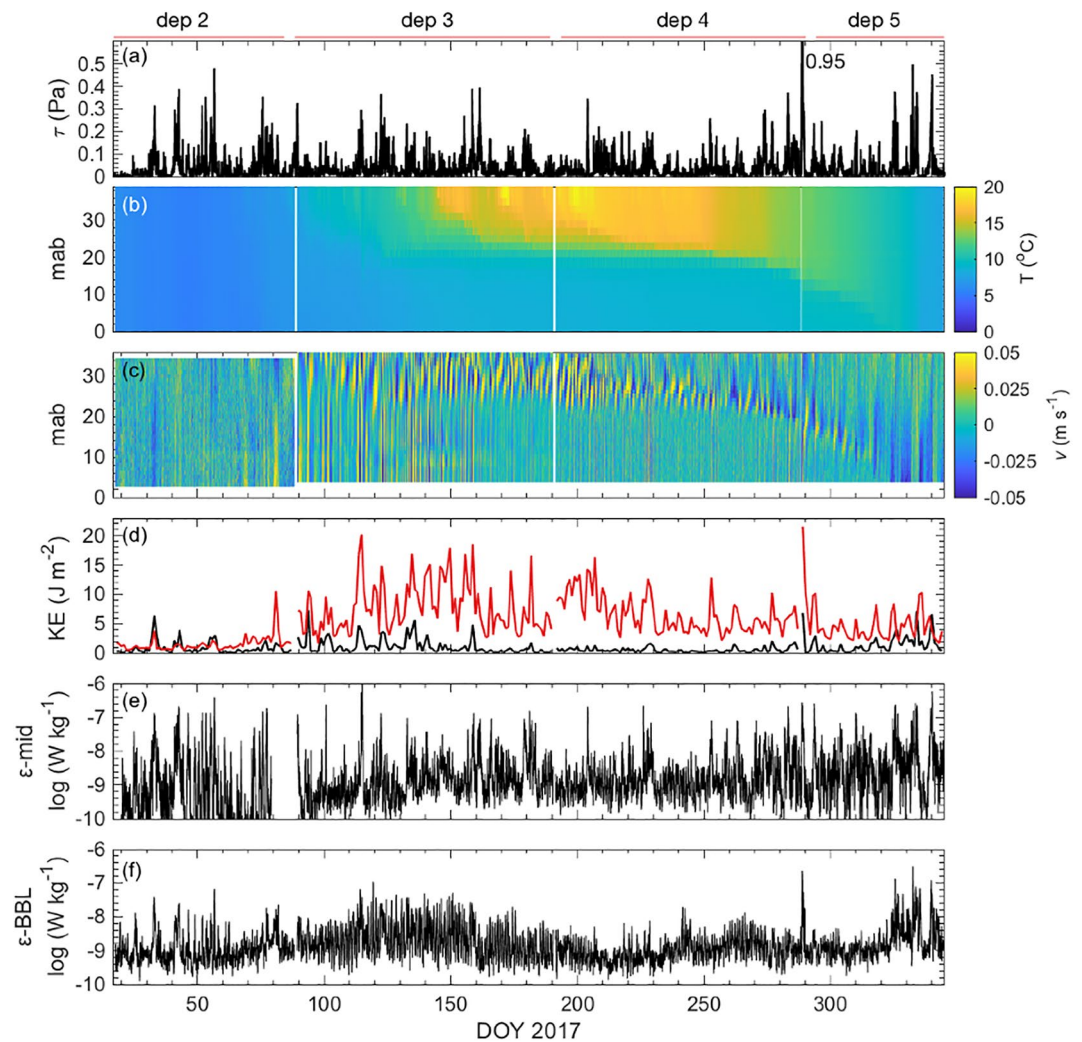 dep 2 dep 3 dep 4 dep 5
(a)
0.95
τ (Pa)
0.5
0.4
0.3
0.2
0.1
0
(b)
mab
30
20
10
0
20
15
10
5
0
T (°C)
(c)
mab
30
20
10
0
0.05
0.025
0
-0.025
-0.05
v (m s⁻¹)
(d)
KE (J m⁻²)
20
15
10
5
0
(e)
ε-mid
log (W kg⁻¹)
-6
-7
-8
-9
-10
(f)
ε-BBL
log (W kg⁻¹)
-6
-7
-8
-9
-10
50 100 150 200 250 300
DOY 2017